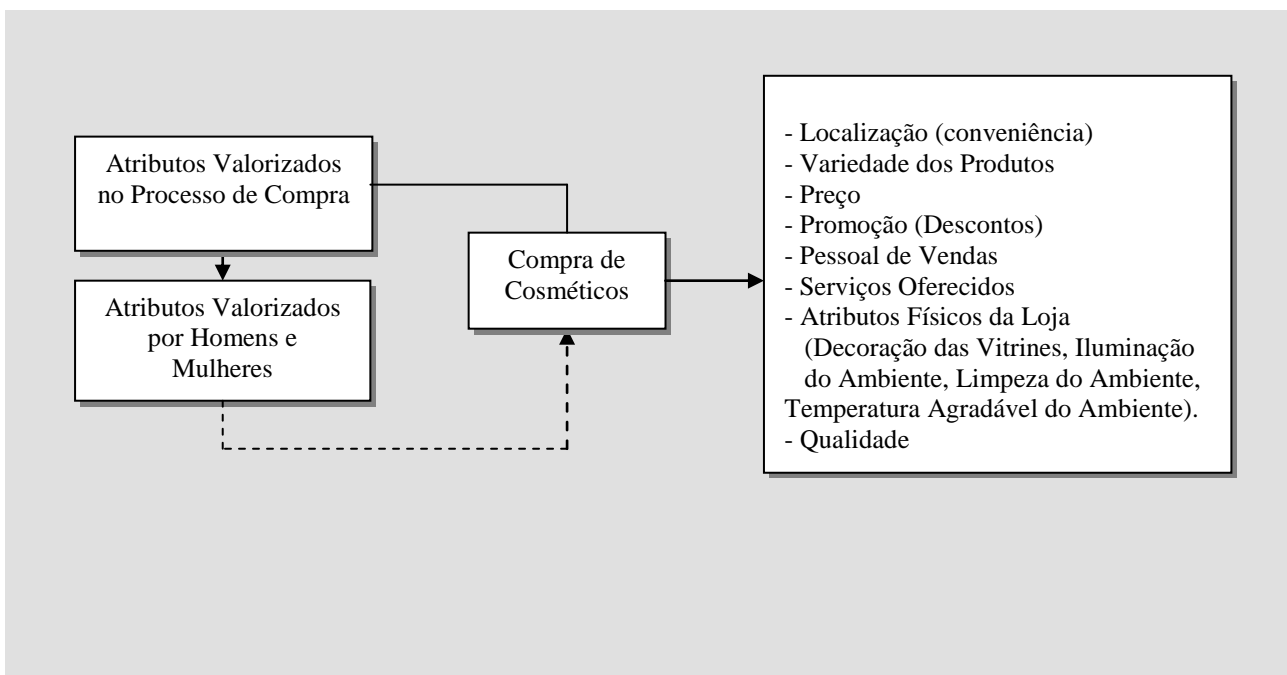 Atributos Valorizados
no Processo de Compra
Atributos Valorizados
por Homens e
Mulheres
Compra de
Cosméticos
- Localização (conveniência)
- Variedade dos Produtos
- Preço
- Promoção (Descontos)
- Pessoal de Vendas
- Serviços Oferecidos
- Atributos Físicos da Loja
(Decoração das Vitrines, Iluminação
do Ambiente, Limpeza do Ambiente,
Temperatura Agradável do Ambiente).
- Qualidade